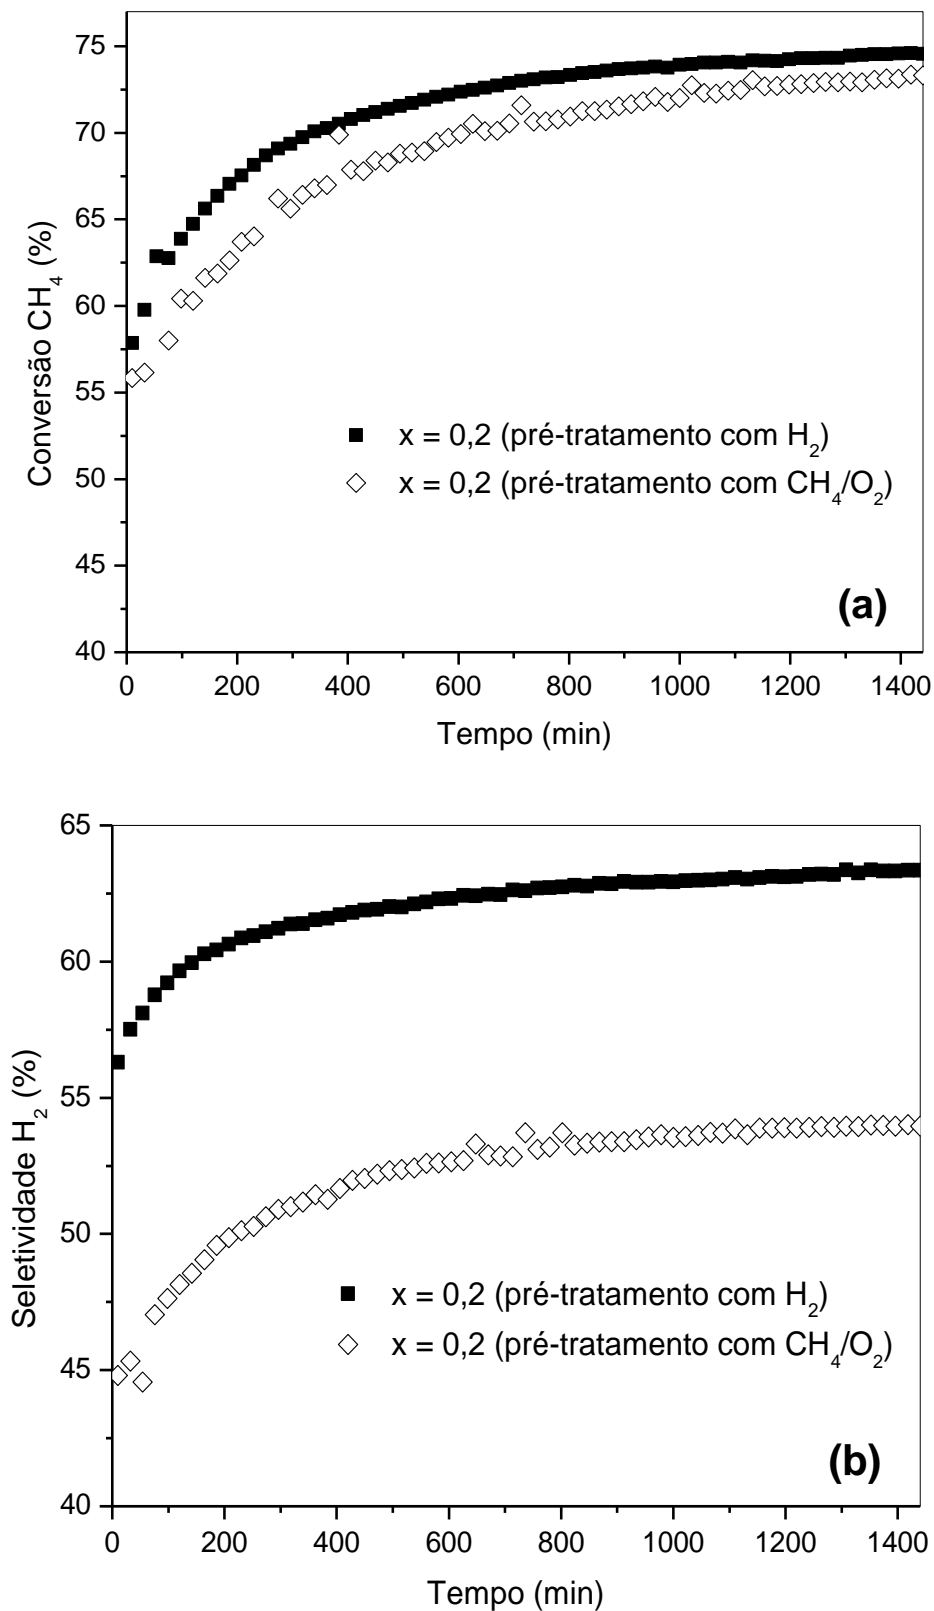 75
70
65
60
55
50
45
40
Conversão CH₄ (%)
x = 0,2 (pré-tratamento com H₂)
x = 0,2 (pré-tratamento com CH₄/O₂)
(a)
0 200 400 600 800 1000 1200 1400
Tempo (min)
65
60
55
50
45
40
Seletividade H₂ (%)
x = 0,2 (pré-tratamento com H₂)
x = 0,2 (pré-tratamento com CH₄/O₂)
(b)
0 200 400 600 800 1000 1200 1400
Tempo (min)